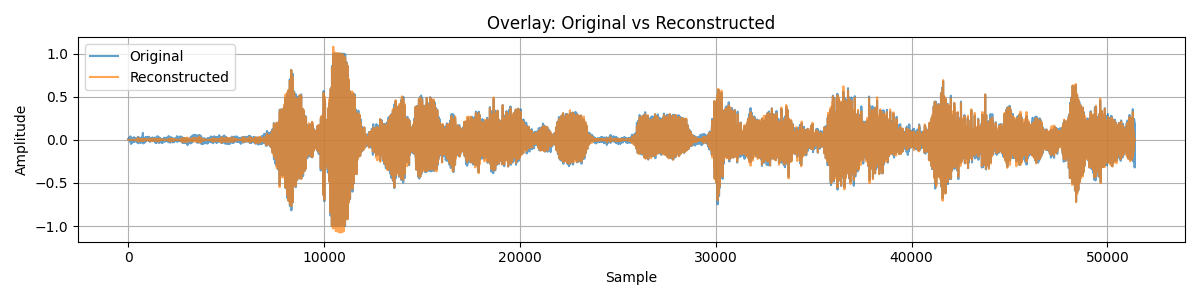 Overlay: Original vs Reconstructed
Original
Reconstructed
Amplitude
1.0
0.5
0.0
−0.5
−1.0
0 10000 20000 30000 40000 50000
Sample